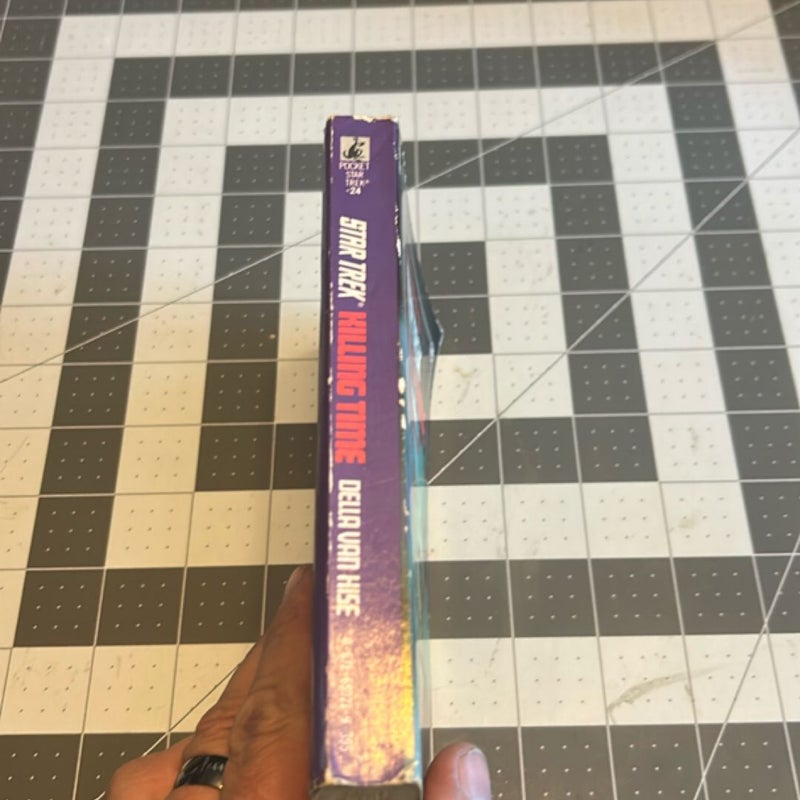 POCKET
STAR
TREK®
-24
STAR TREK® KILLING TIME DELLA VAN HISE